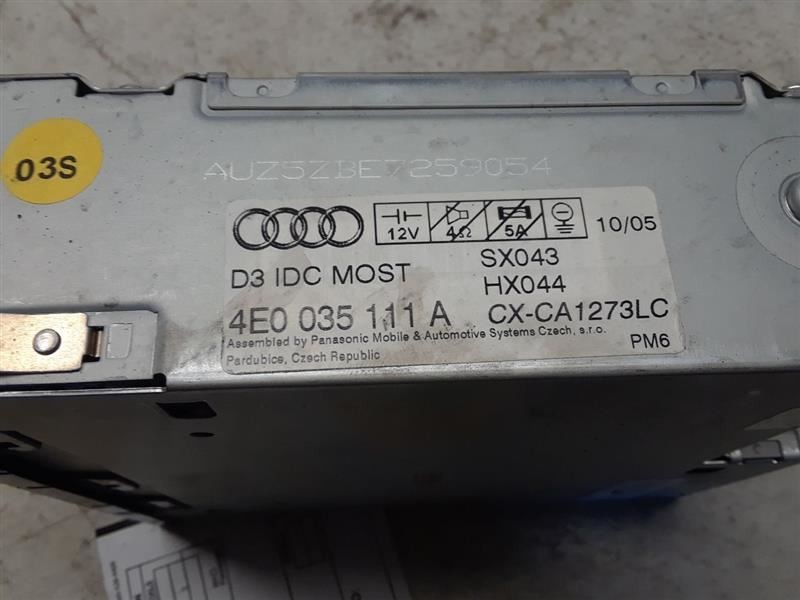 03S
AUZ5ZBE7259054
12V 4Ω 5A 10/05
D3 IDC MOST SX043
HX044
4E0 035 111 A CX-CA1273LC
Assembled by Panasonic Mobile & Automotive Systems Czech, s.r.o.
Pardubice, Czech Republic PM6